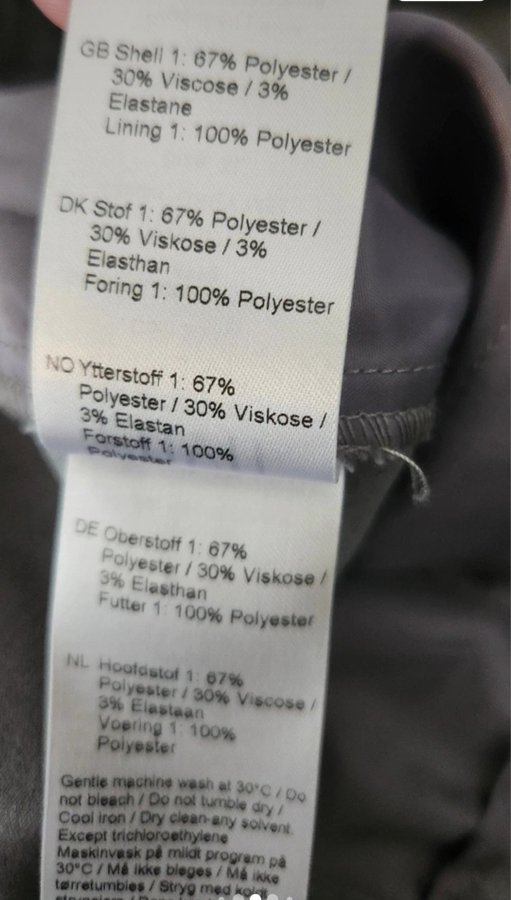 GB Shell 1: 67% Polyester /
30% Viscose / 3%
Elastane
Lining 1: 100% Polyester
DK Stof 1: 67% Polyester /
30% Viskose / 3%
Elasthan
Foring 1: 100% Polyester
NO Ytterstoff 1: 67%
Polyester / 30% Viskose /
3% Elastan
Forstoff 1: 100%
Polyester
DE Oberstoff 1: 67%
Polyester / 30% Viskose /
3% Elasthan
Futter 1: 100% Polyester
NL Hoofdstof 1: 67%
Polyester / 30% Viscose /
3% Elastaan
Voering 1: 100%
Polyester
Gentle machine wash at 30°C / Do
not bleach / Do not tumble dry /
Cool iron / Dry clean-any solvent
Except trichloroethylene
Maskinvask på mildt program på
30°C / Må ikke bleges / Må ikke
tørretumbles / Stryg med koldt